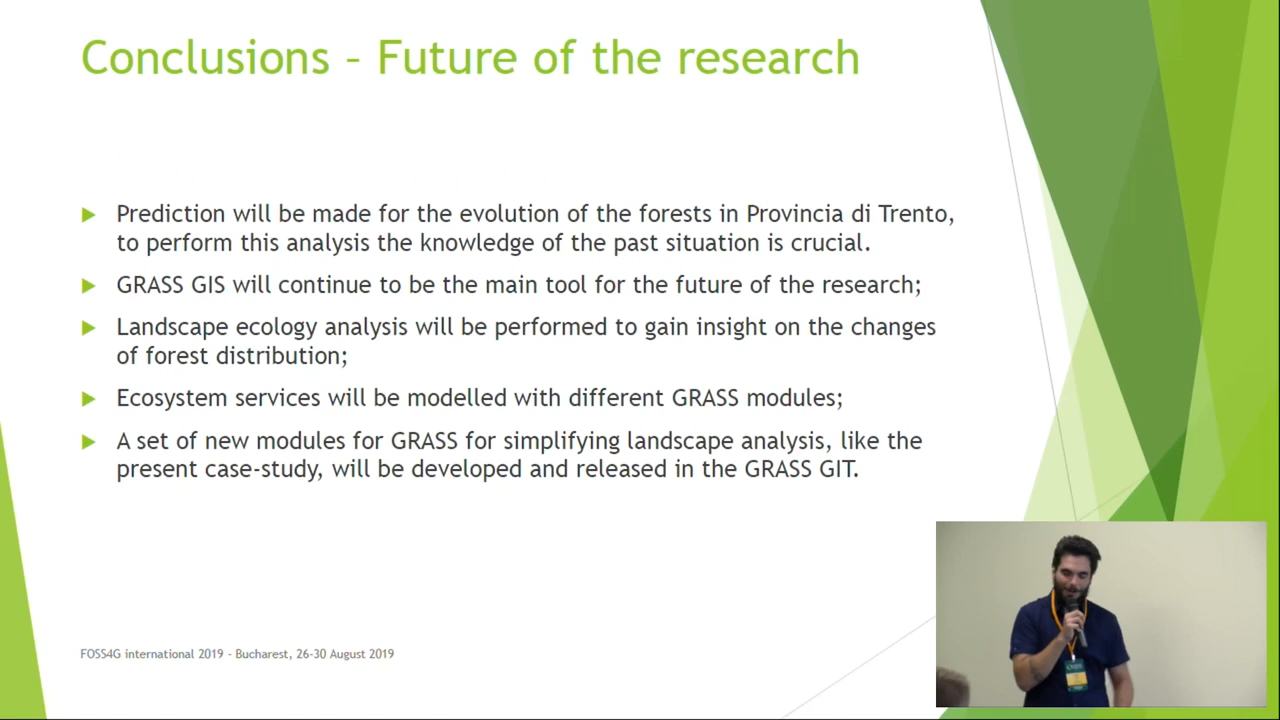 Conclusions – Future of the research
Prediction will be made for the evolution of the forests in Provincia di Trento,
to perform this analysis the knowledge of the past situation is crucial.
GRASS GIS will continue to be the main tool for the future of the research;
Landscape ecology analysis will be performed to gain insight on the changes
of forest distribution;
Ecosystem services will be modelled with different GRASS modules;
A set of new modules for GRASS for simplifying landscape analysis, like the
present case-study, will be developed and released in the GRASS GIT.
FOSS4G international 2019 - Bucharest, 26-30 August 2019